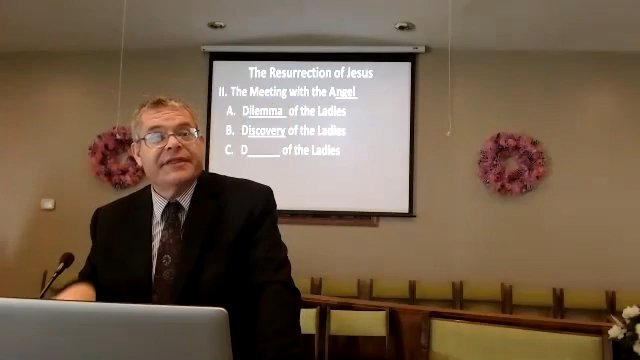 The Resurrection of Jesus
II. The Meeting with the Angel
A. Dilemma of the Ladies
B. Discovery of the Ladies
C. D______ of the Ladies